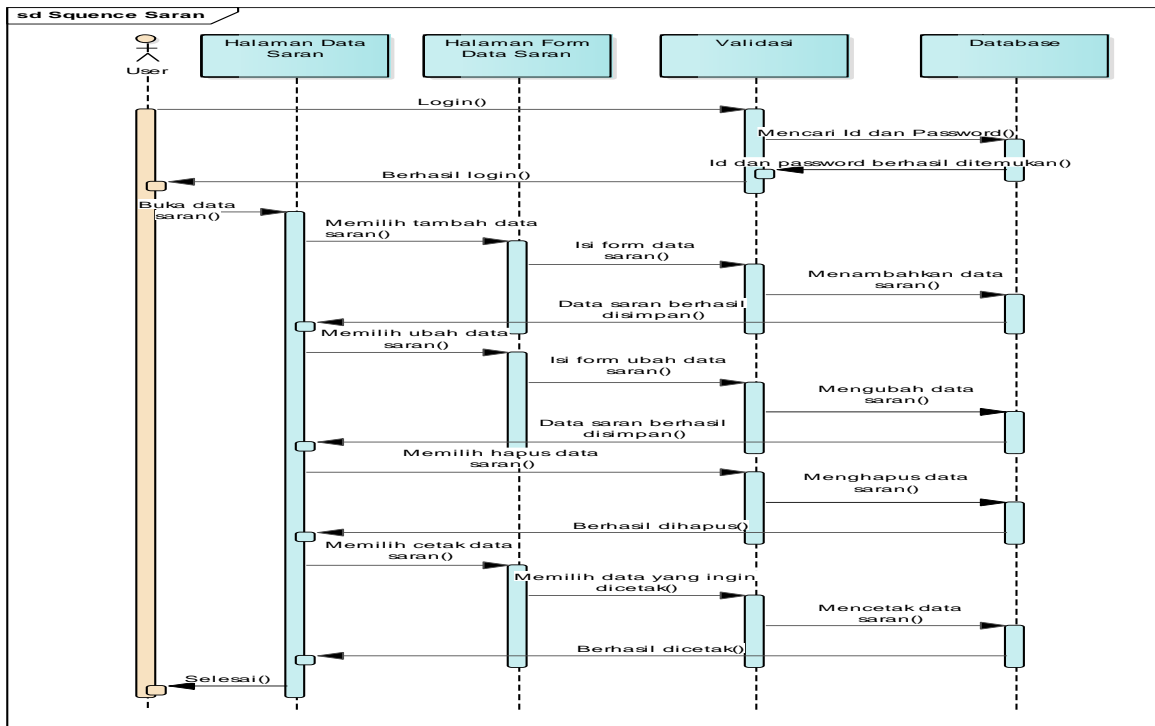 sd Squence Saran
User
Halaman Data
Saran
Halaman Form
Data Saran
Validasi
Database
Login()
Mencari Id dan Password()
Id dan password berhasil ditemukan()
Berhasil login()
Buka data
saran()
Memilih tambah data
saran()
Isi form data
saran()
Menambahkan data
saran()
Data saran berhasil
disimpan()
Memilih ubah data
saran()
Isi form ubah data
saran()
Mengubah data
saran()
Data saran berhasil
disimpan()
Memilih hapus data
saran()
Menghapus data
saran()
Berhasil dihapus()
Memilih cetak data
saran()
Memilih data yang ingin
dicetak()
Mencetak data
saran()
Berhasil dicetak()
Selesai()